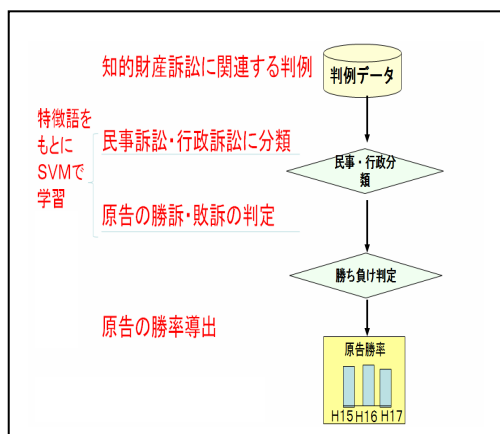 知的財産訴訟に関連する判例
判例データ
特徴語を
もとに
SVMで
学習
民事訴訟・行政訴訟に分類
民事・行政分
類
原告の勝訴・敗訴の判定
勝ち負け判定
原告の勝率導出
原告勝率
H15 H16 H17